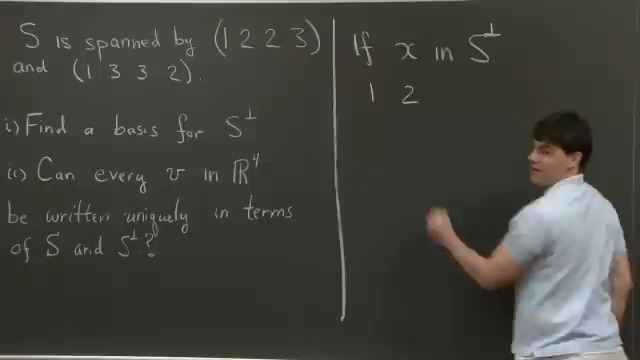 S is spanned by (1 2 2 3)
and (1 3 3 2).
i) Find a basis for S⊥
ii) Can every v in ℝ⁴
be written uniquely in terms
of S and S⊥?
If x in S⊥
1 2